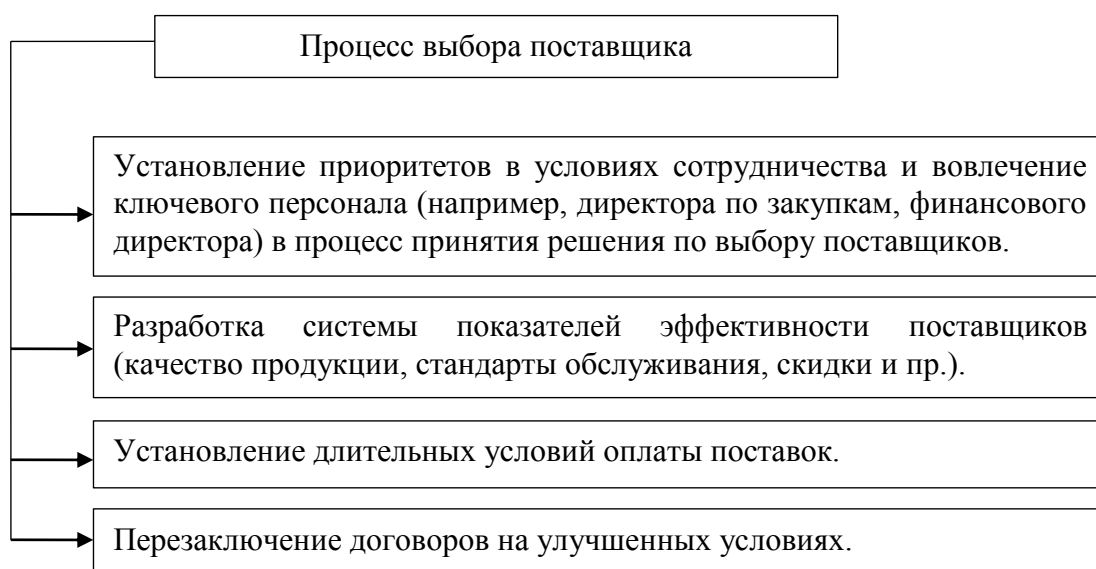 Процесс выбора поставщика
Установление приоритетов в условиях сотрудничества и вовлечение
ключевого персонала (например, директора по закупкам, финансового
директора) в процесс принятия решения по выбору поставщиков.
Разработка системы показателей эффективности поставщиков
(качество продукции, стандарты обслуживания, скидки и пр.).
Установление длительных условий оплаты поставок.
Перезаключение договоров на улучшенных условиях.